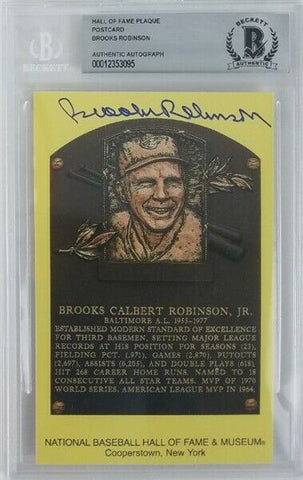 HALL OF FAME PLAQUE
POSTCARD
BROOKS ROBINSON
AUTHENTIC AUTOGRAPH
00012353095
BECKETT
BECKETT
AUTHENTIC
Brooks Robinson
BROOKS CALBERT ROBINSON, JR.
BALTIMORE A.L. 1955-1977
ESTABLISHED MODERN STANDARD OF EXCELLENCE
FOR THIRD BASEMEN, SETTING MAJOR LEAGUE
RECORDS AT HIS POSITION FOR SEASONS (23),
FIELDING PCT. (.971), GAMES (2,870), PUTOUTS
(2,697), ASSISTS (6,205), AND DOUBLE PLAYS (618).
HIT 268 CAREER HOME RUNS. NAMED TO 18
CONSECUTIVE ALL STAR TEAMS. MVP OF 1970
WORLD SERIES. AMERICAN LEAGUE MVP IN 1964.
NATIONAL BASEBALL HALL OF FAME & MUSEUM®
Cooperstown, New York